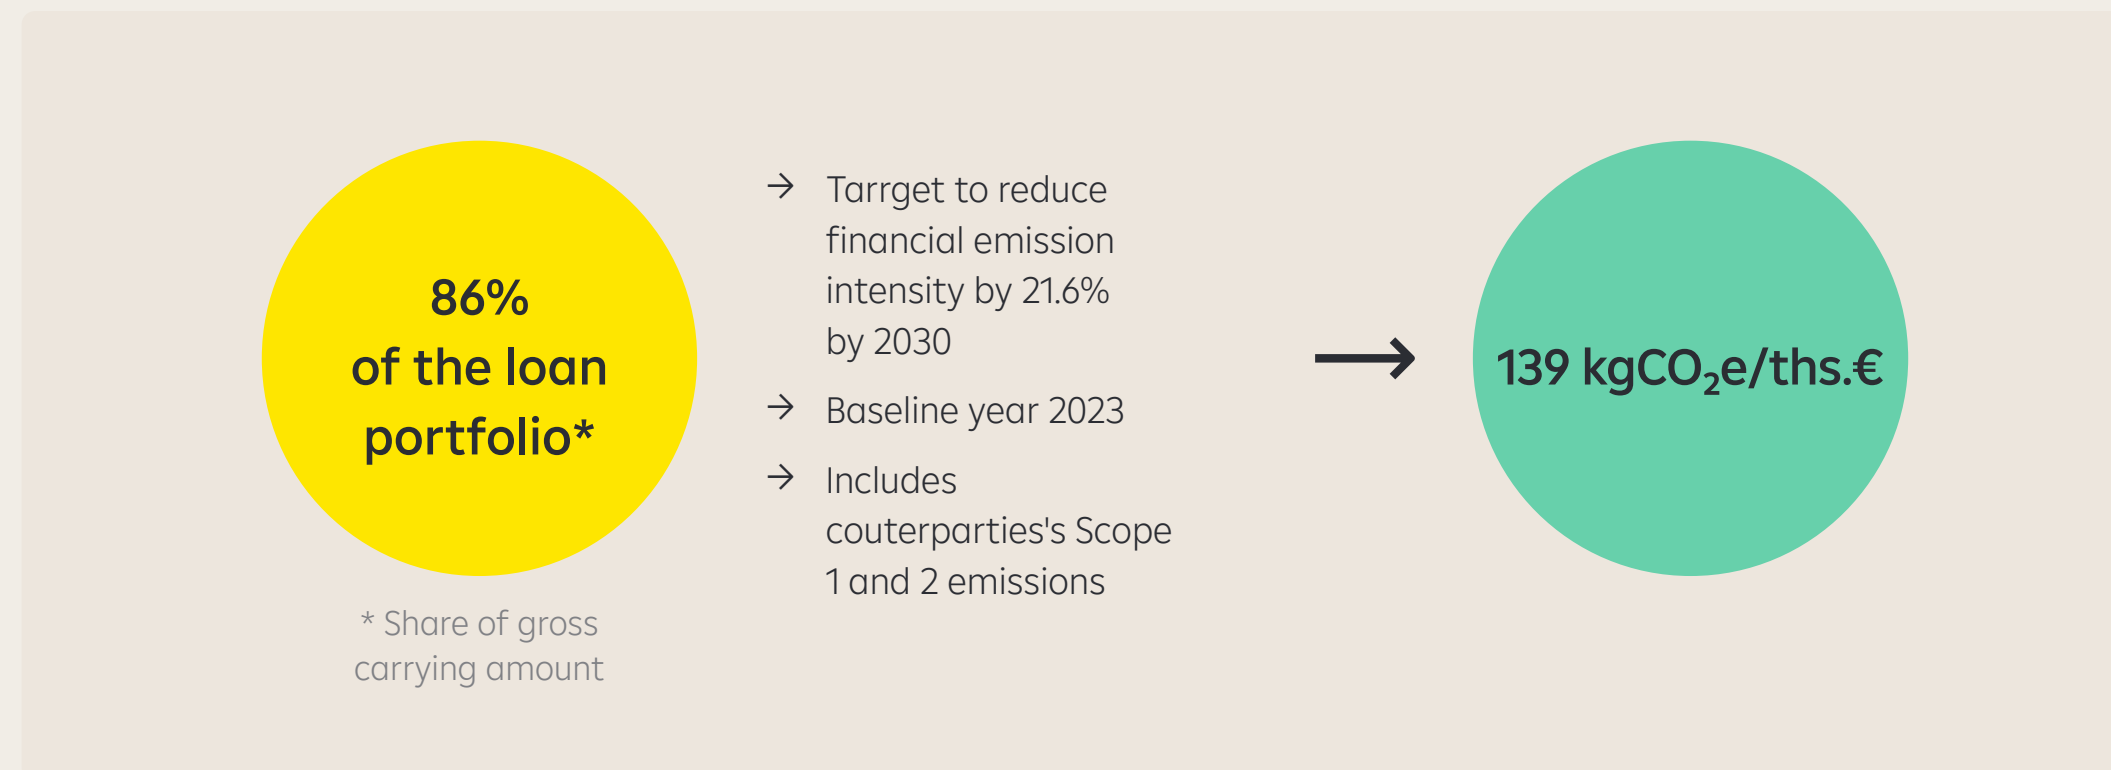 86%
of the loan
portfolio*
* Share of gross
carrying amount
→ Tarrget to reduce
financial emission
intensity by 21.6%
by 2030
→ Baseline year 2023
→ Includes
couterparties's Scope
1 and 2 emissions
→
139 kgCO₂e/ths.€